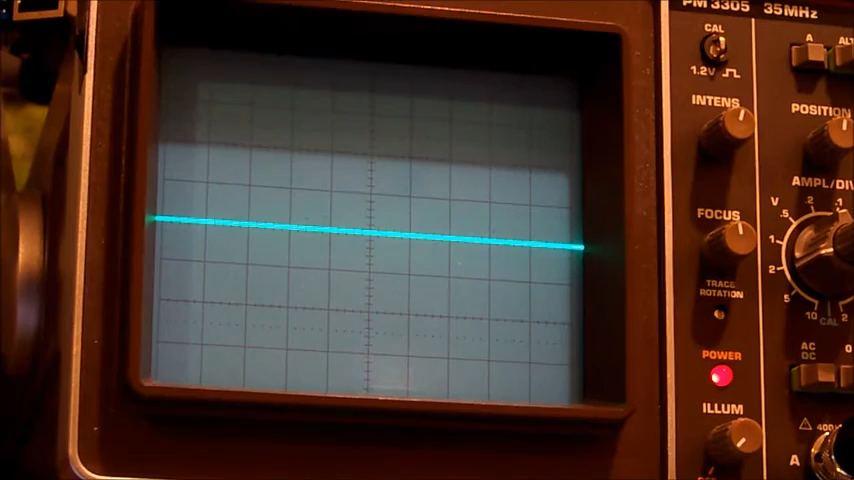 PM 3305 35MHz
CAL
1.2V
A ALT
INTENS
POSITION
AMPL/DIV
V .5 .2 .1
1
2
5
10 CAL 2
FOCUS
TRACE
ROTATION
POWER
AC
DC 0
ILLUM
400
A